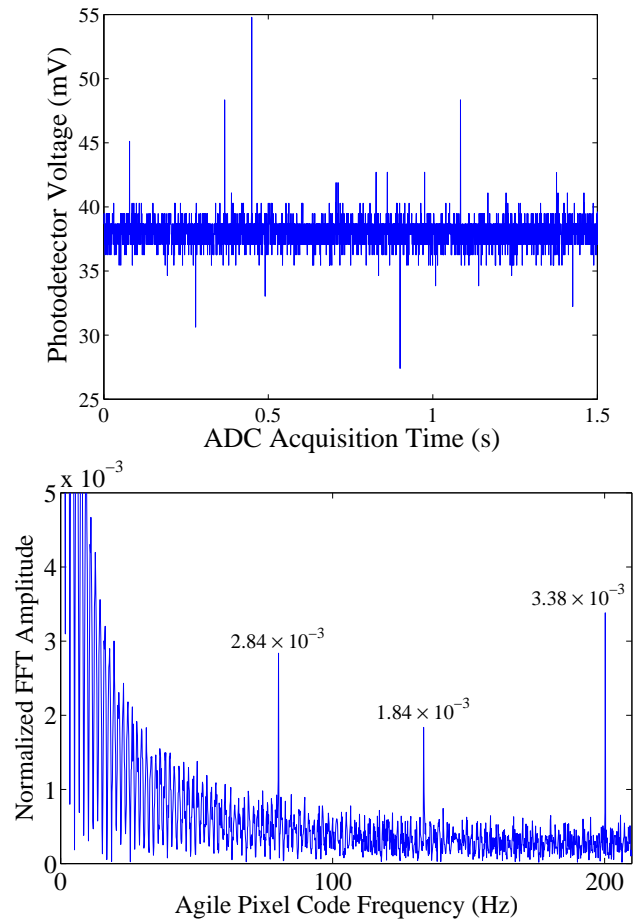 55
50
45
40
35
30
25
Photodetector Voltage (mV)
0 0.5 1 1.5
ADC Acquisition Time (s)
x 10⁻³
5
4
3
2
1
0
Normalized FFT Amplitude
3.38 × 10⁻³
2.84 × 10⁻³
1.84 × 10⁻³
0 100 200
Agile Pixel Code Frequency (Hz)